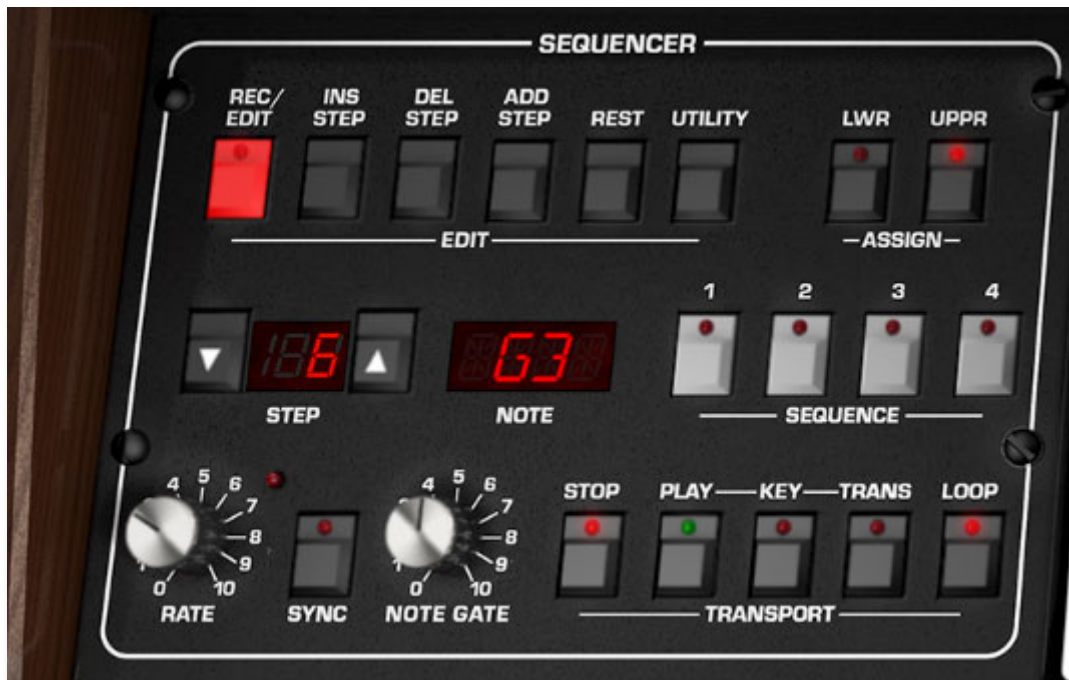 SEQUENCER
REC/ EDIT
INS STEP
DEL STEP
ADD STEP
REST
UTILITY
LWR
UPPR
EDIT
ASSIGN
1 2 3 4
6
G3
STEP
NOTE
SEQUENCE
4 5 6 7 8 9 10 0
RATE
SYNC
4 5 6 7 8 9 10 0
NOTE GATE
STOP
PLAY
KEY
TRANS
LOOP
TRANSPORT